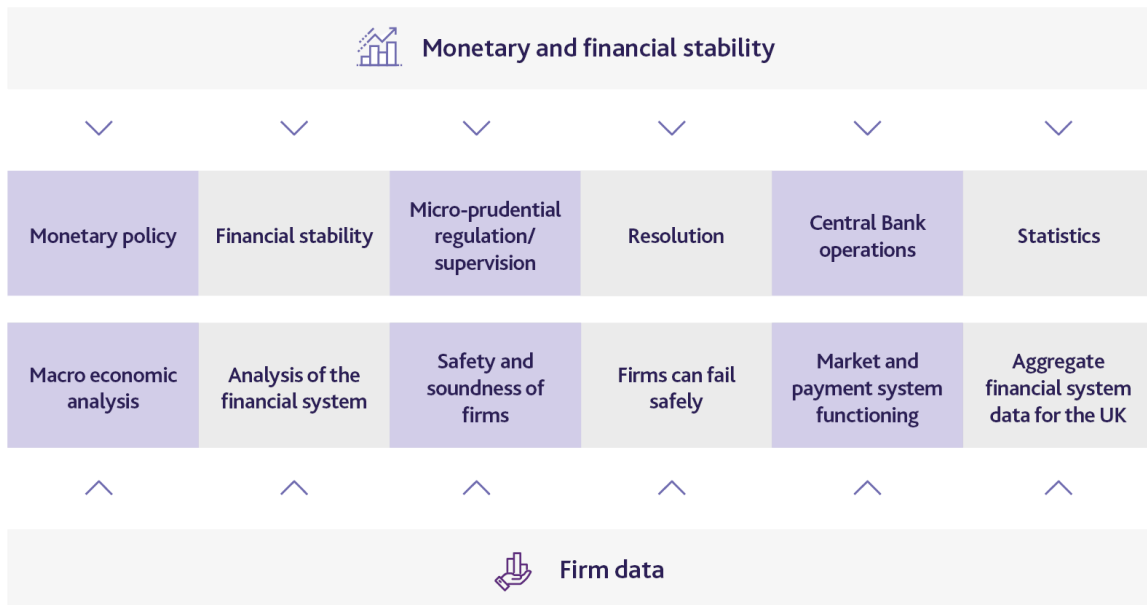 Monetary and financial stability
Monetary policy
Financial stability
Micro-prudential
regulation/
supervision
Resolution
Central Bank
operations
Statistics
Macro economic
analysis
Analysis of the
financial system
Safety and
soundness of
firms
Firms can fail
safely
Market and
payment system
functioning
Aggregate
financial system
data for the UK
Firm data